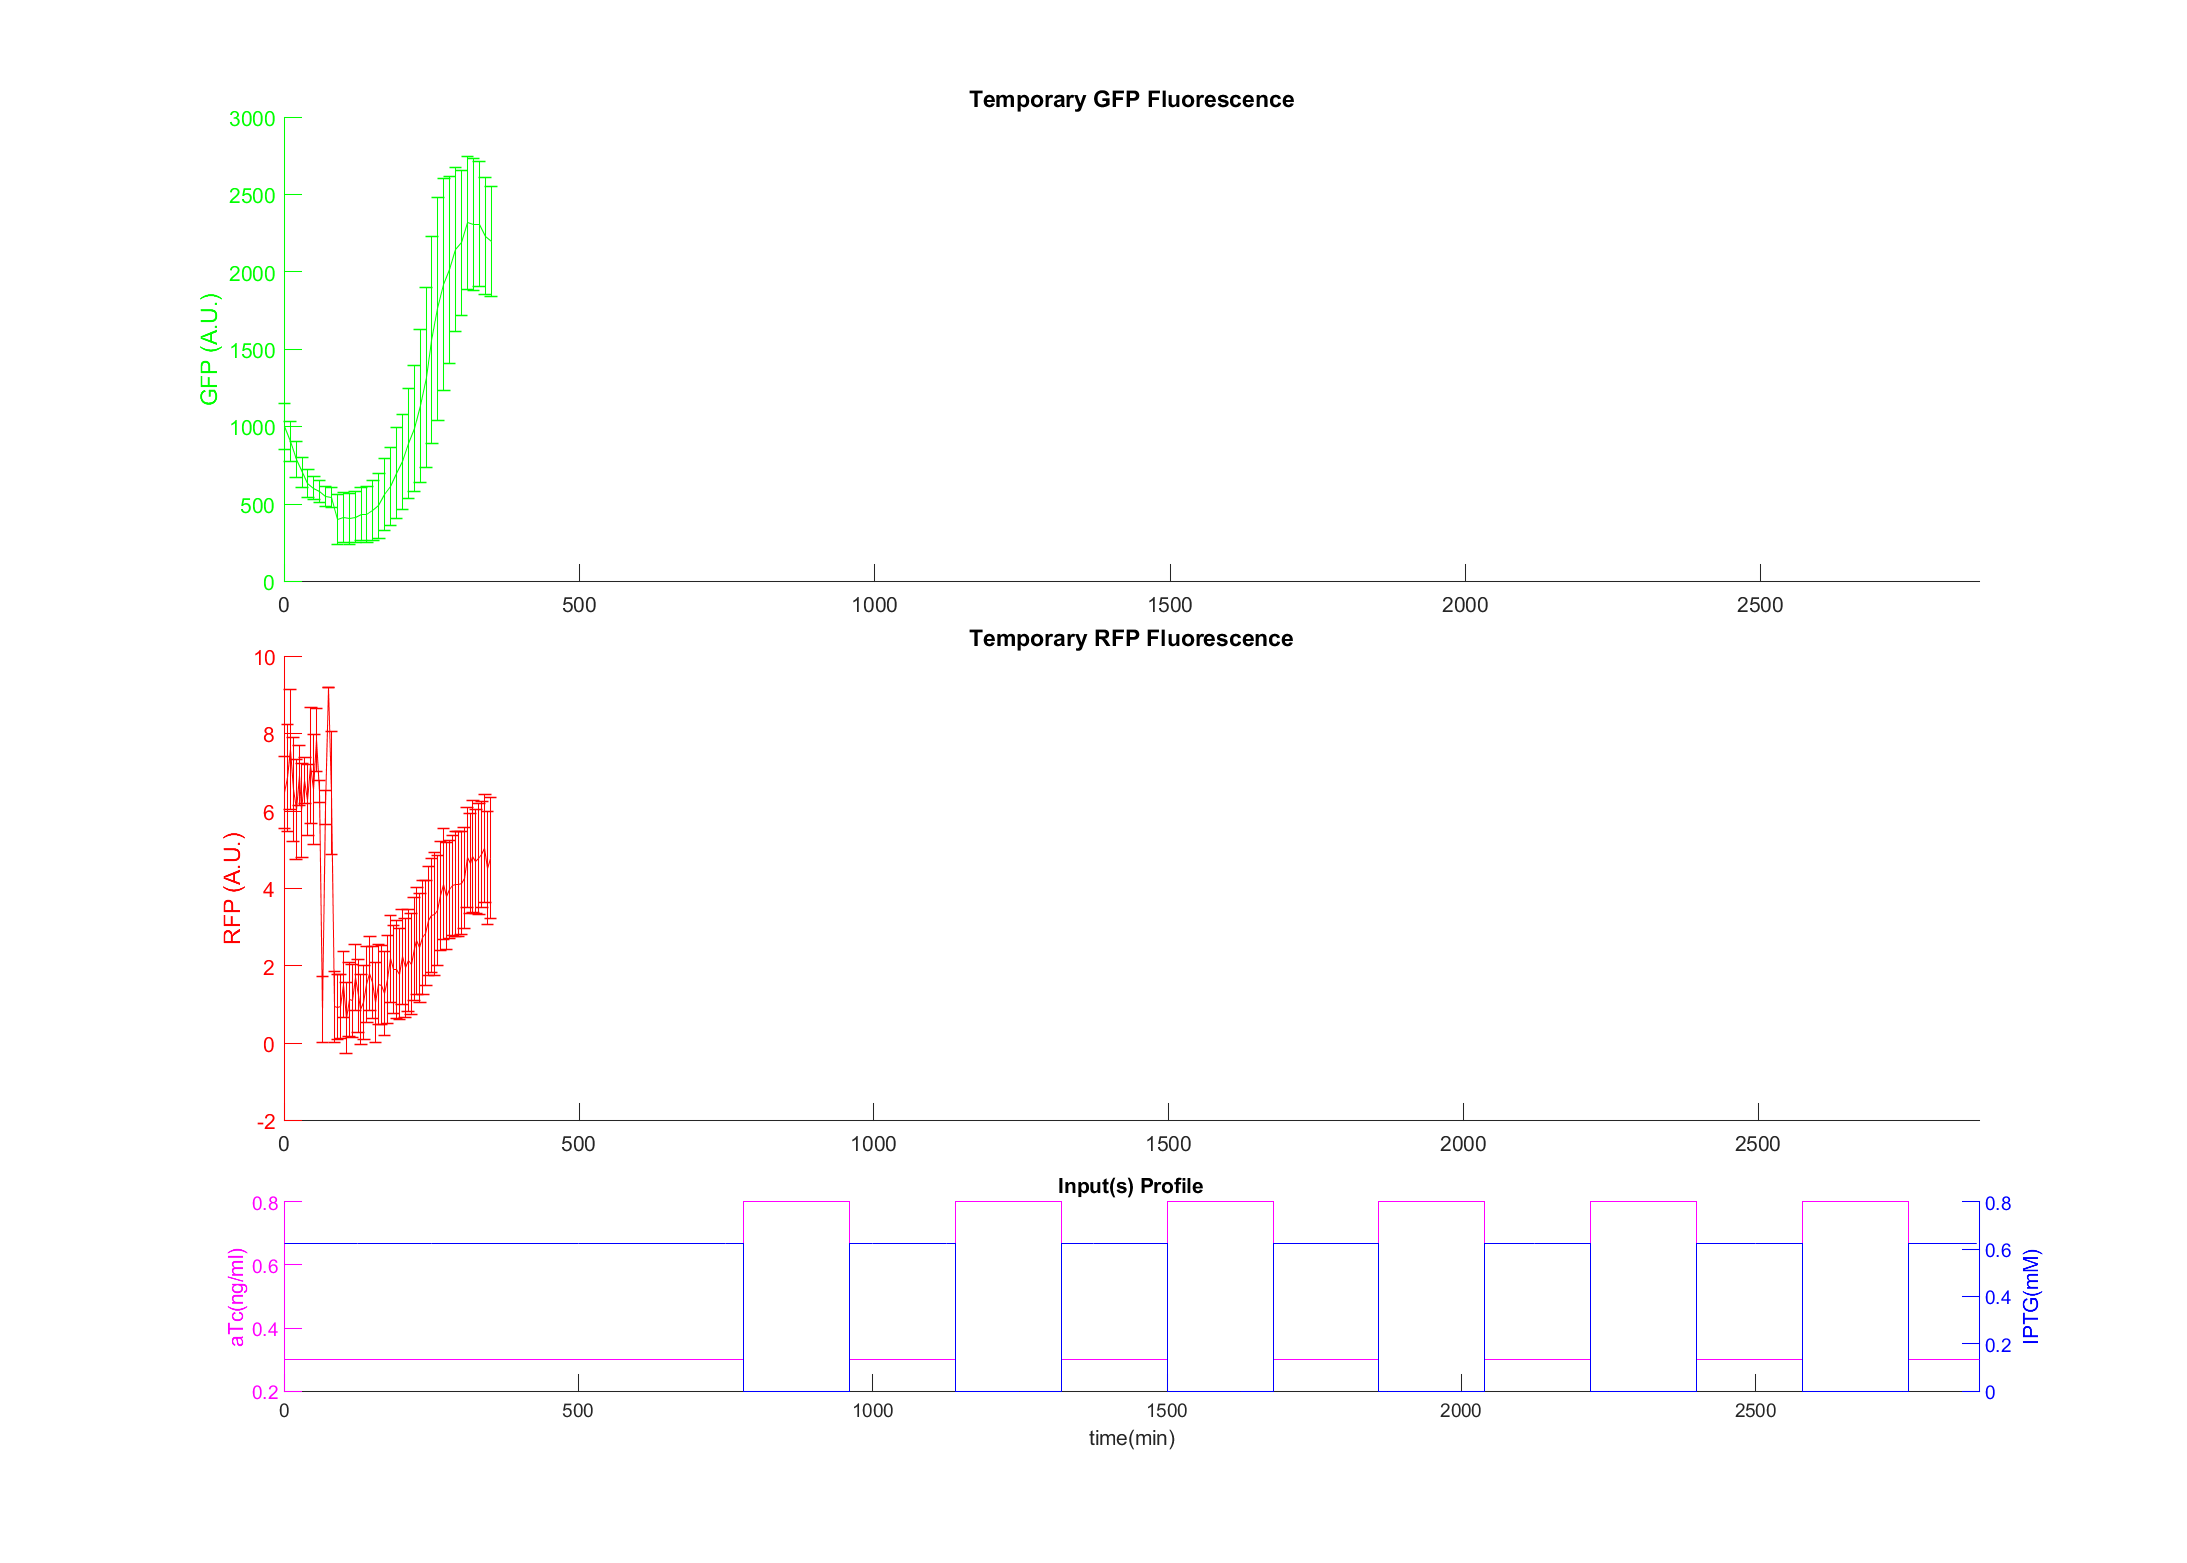 Temporary GFP Fluorescence
3000
2500
2000
1500
1000
500
0
GFP (A.U.)
0 500 1000 1500 2000 2500
Temporary RFP Fluorescence
10
8
6
4
2
0
-2
RFP (A.U.)
0 500 1000 1500 2000 2500
Input(s) Profile
0.8
0.6
0.4
0.2
aTc(ng/ml)
0.8
0.6
0.4
0.2
0
IPTG(mM)
0 500 1000 1500 2000 2500
time(min)